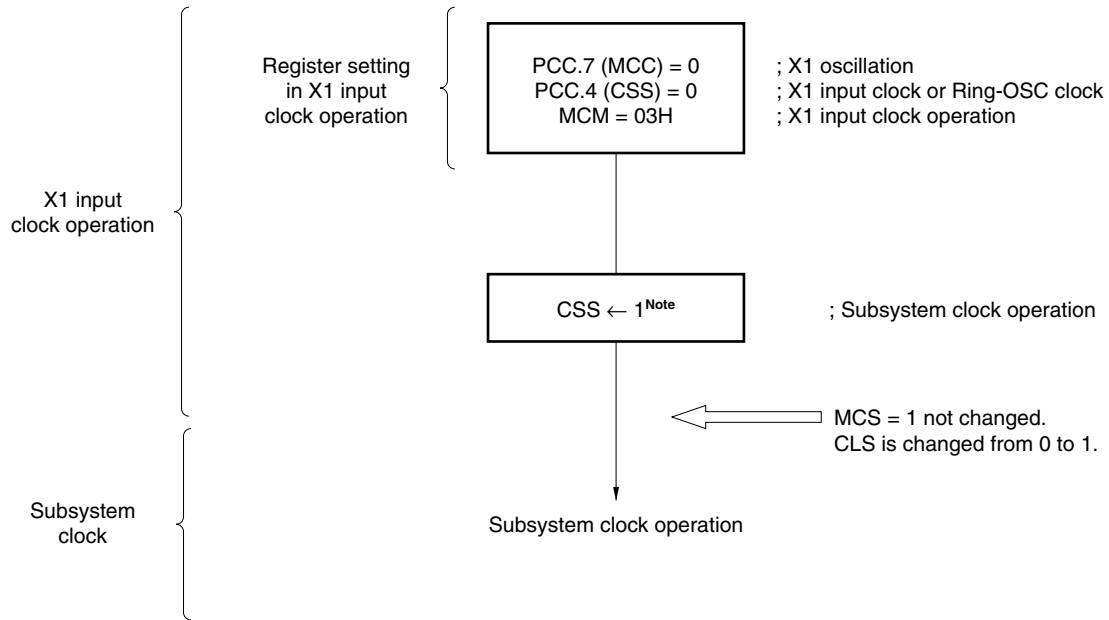 Register setting
in X1 input
clock operation
PCC.7 (MCC) = 0
PCC.4 (CSS) = 0
MCM = 03H
; X1 oscillation
; X1 input clock or Ring-OSC clock
; X1 input clock operation
X1 input
clock operation
CSS ← 1Note
; Subsystem clock operation
MCS = 1 not changed.
CLS is changed from 0 to 1.
Subsystem
clock
Subsystem clock operation